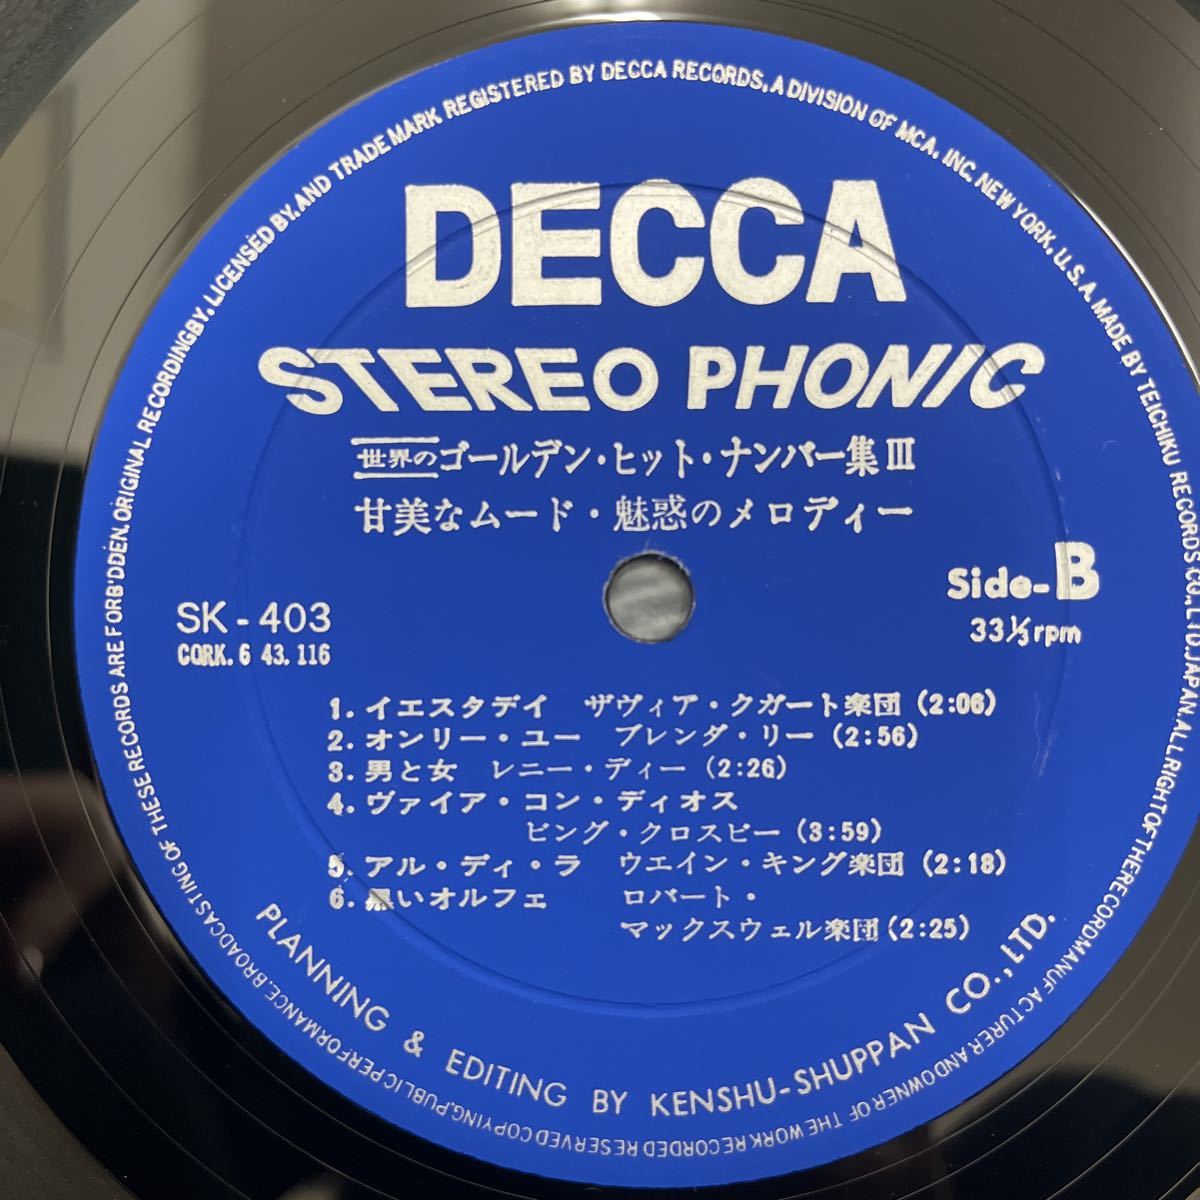 DECCA
STEREO PHONIC
世界のゴールデン・ヒット・ナンバー集III
甘美なムード・魅惑のメロディー
Side-B
33⅓rpm
SK-403
CORK.6 43.116
1. イエスタデイ ザヴィア・クガート楽団 (2:06)
2. オンリー・ユー ブレンダ・リー (2:56)
3. 男と女 レニー・ディー (2:26)
4. ヴァイア・コン・ディオス
ビング・クロスビー (3:59)
5. アル・ディ・ラ ウエイン・キング楽団 (2:18)
6. 黒いオルフェ ロバート・
マックスウェル楽団 (2:25)
PLANNING & EDITING BY KENSHU-SHUPPAN CO.,LTD.
ORIGINAL RECORDINGBY, LICENSED BY, AND TRADE MARK REGISTERED BY DECCA RECORDS, A DIVISION OF MCA, INC. NEW YORK, U.S.A. MADE BY TEICHIKU RECORDS CO., LTD. JAPAN, ALL RIGHT OF THE RECORD MANUFACTURER AND OWNER OF THE WORK RECORDED RESERVED COPYING, PUBLIC PERFORMANCE, BROADCASTING OF THESE RECORDS ARE FORB'DDEN.